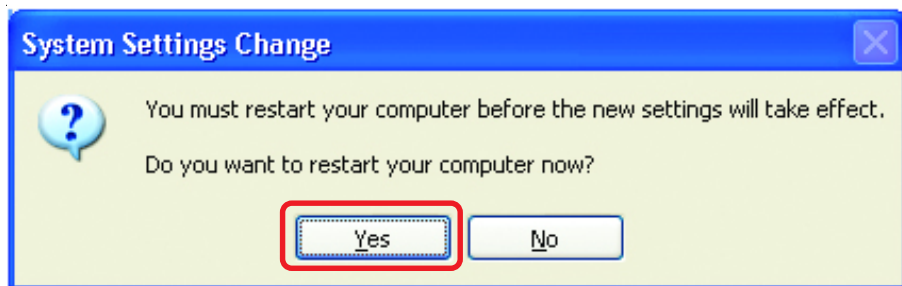 System Settings Change
You must restart your computer before the new settings will take effect.
Do you want to restart your computer now?
Yes No